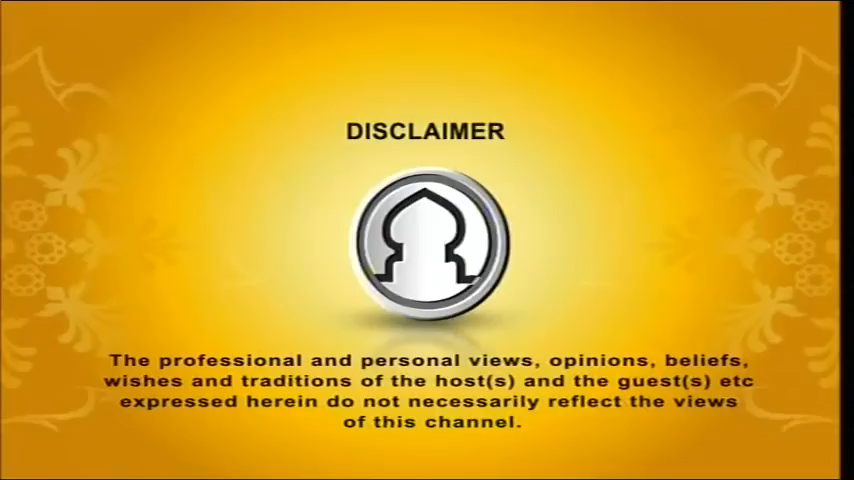 DISCLAIMER
The professional and personal views, opinions, beliefs,
wishes and traditions of the host(s) and the guest(s) etc
expressed herein do not necessarily reflect the views
of this channel.